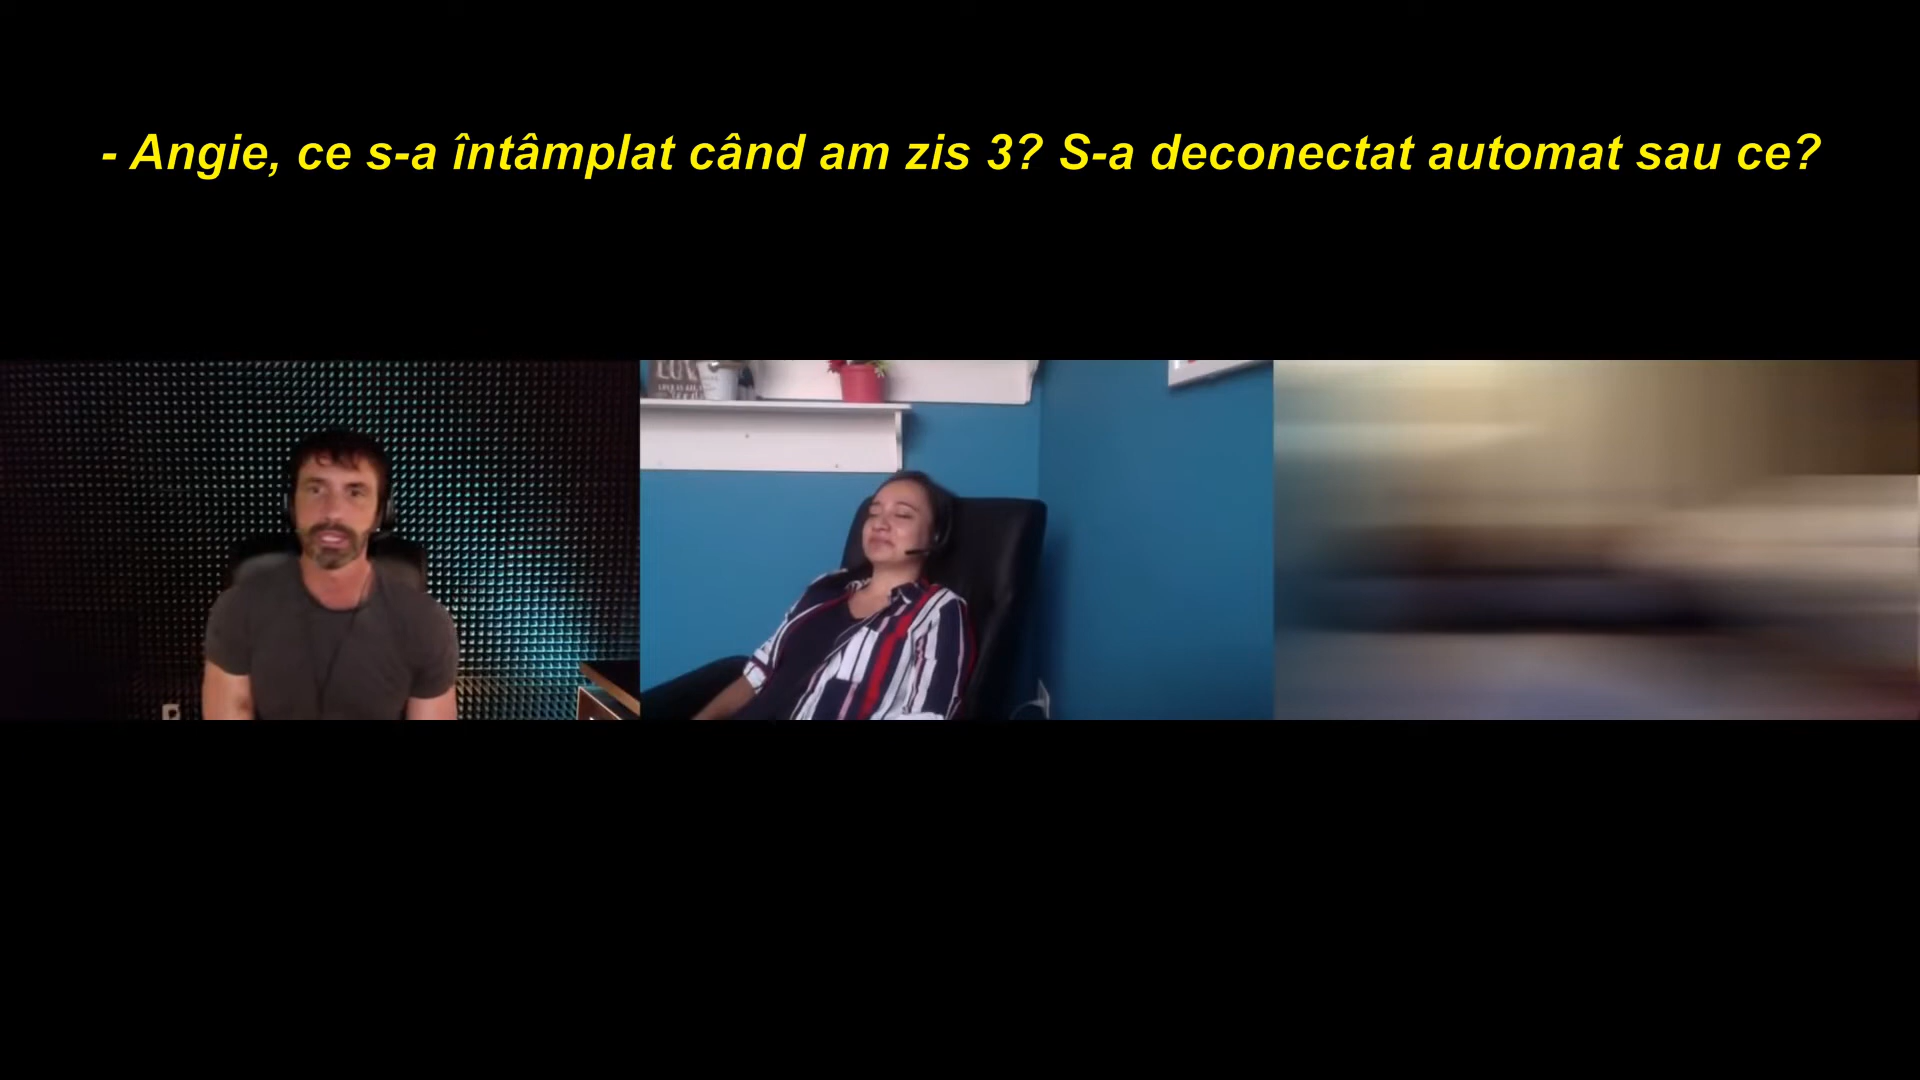 - Angie, ce s-a întâmplat când am zis 3? S-a deconectat automat sau ce?